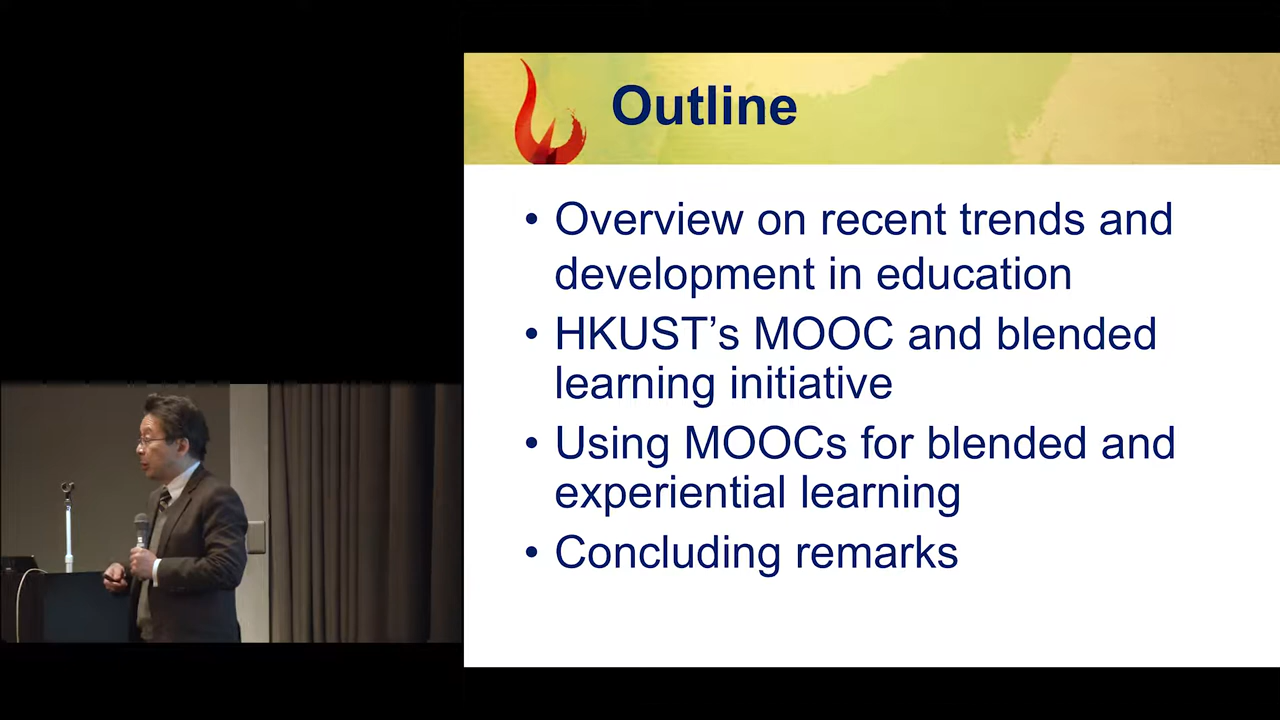 Outline
• Overview on recent trends and
development in education
• HKUST’s MOOC and blended
learning initiative
• Using MOOCs for blended and
experiential learning
• Concluding remarks